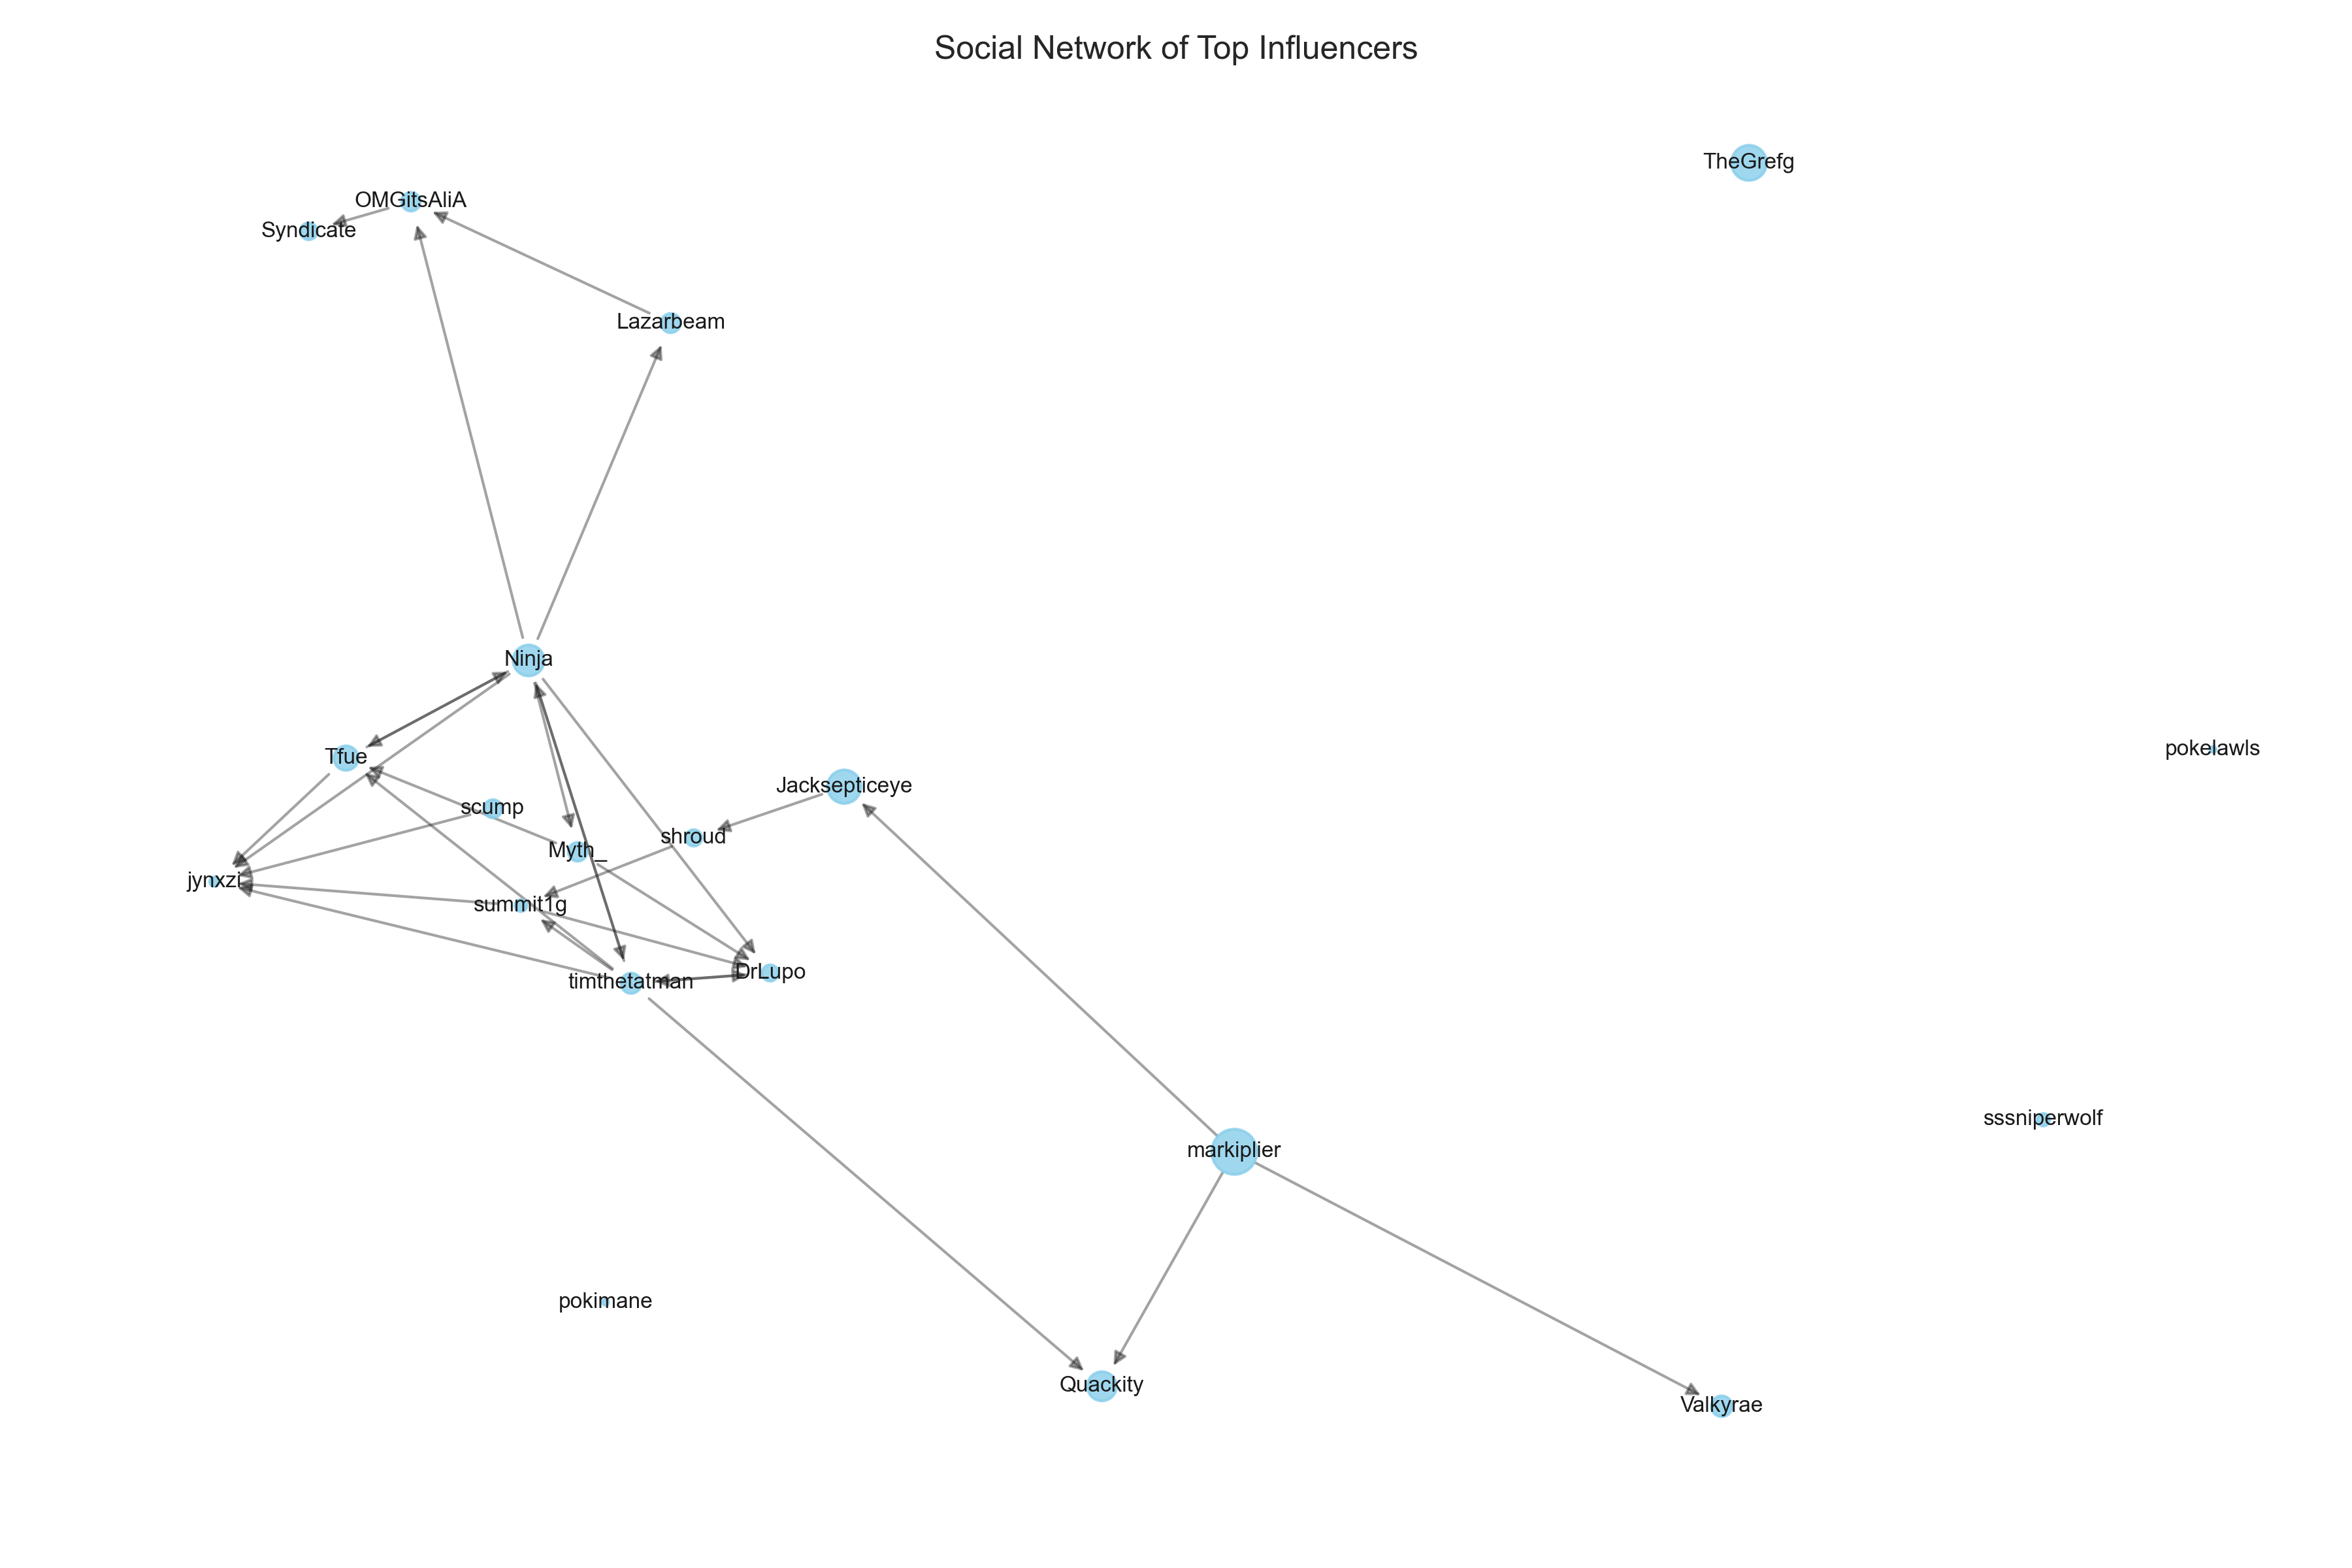 Social Network of Top Influencers
TheGrefg
OMGitsAliA
Syndicate
Lazarbeam
Ninja
pokelawls
Tfue
Jacksepticeye
scump
shroud
Myth_
jynxzi
summit1g
DrLupo
timthetatman
sssniperwolf
markiplier
pokimane
Quackity
Valkyrae